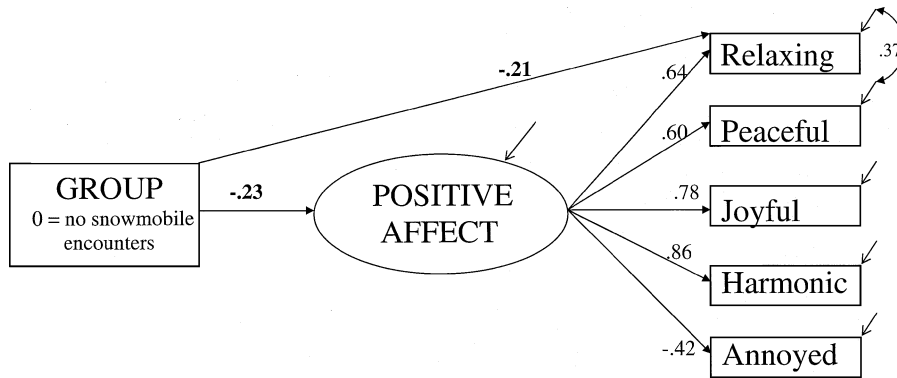 -.21
Relaxing
.37
.64
Peaceful
.60
GROUP
0 = no snowmobile
encounters
-.23
POSITIVE
AFFECT
.78
Joyful
.86
Harmonic
-.42
Annoyed